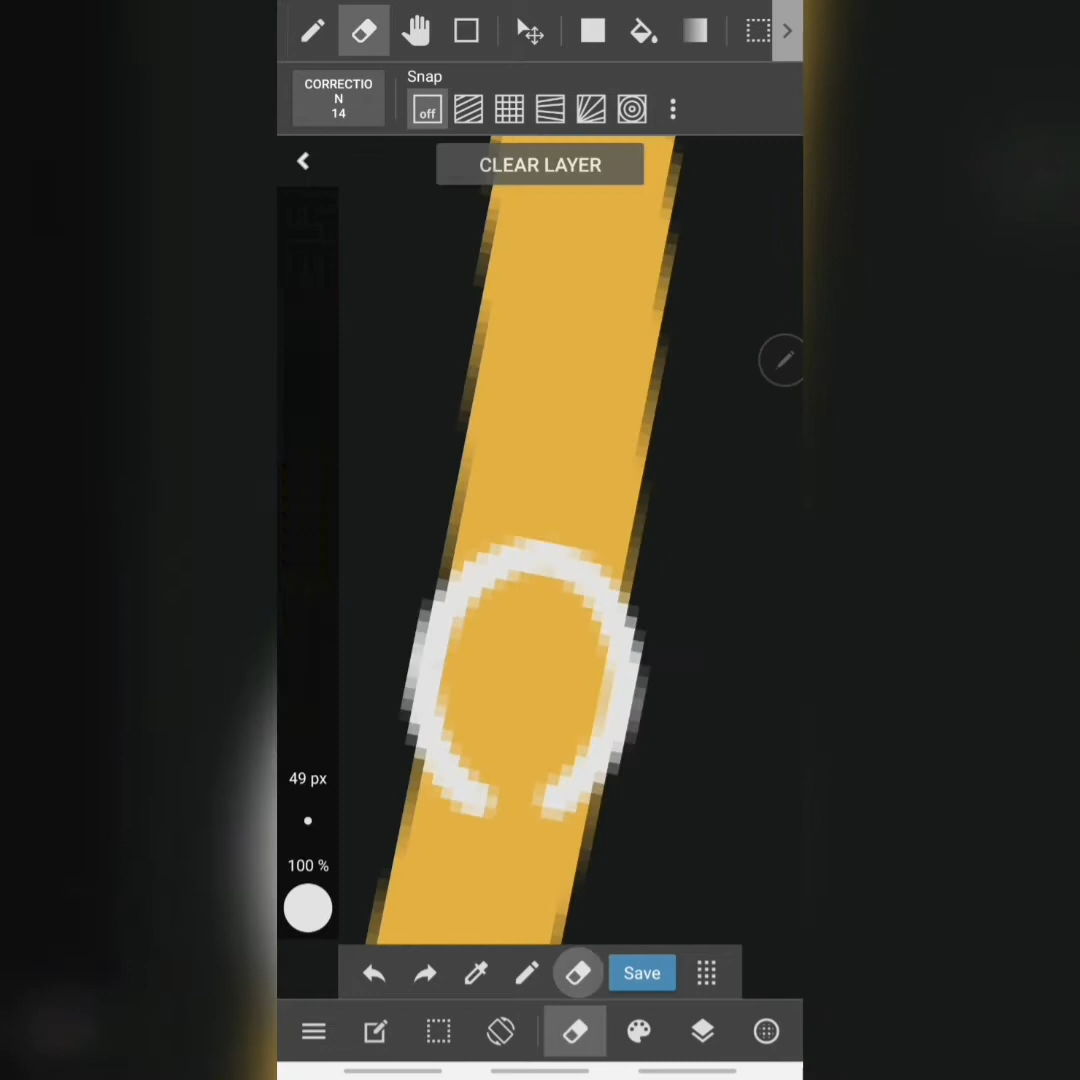 Snap
CORRECTIO
N
14
off
CLEAR LAYER
49 px
100 %
Save